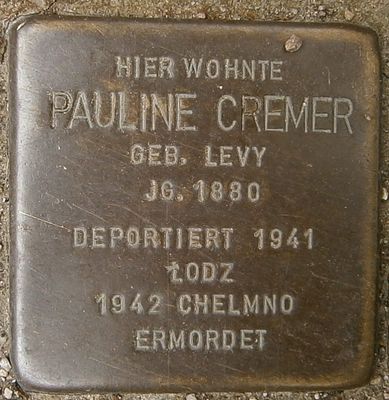 HIER WOHNTE
PAULINE CREMER
GEB. LEVY
JG. 1880
DEPORTIERT 1941
ŁODZ
1942 CHELMNO
ERMORDET